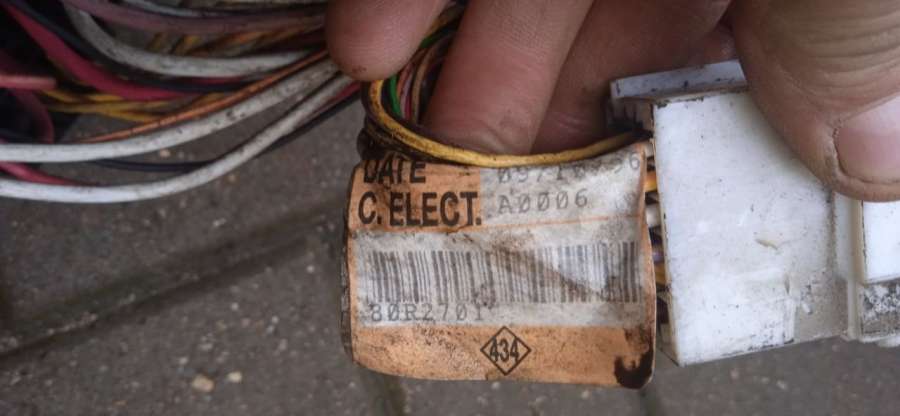 DATE
C. ELECT. A0006
80R2701
434